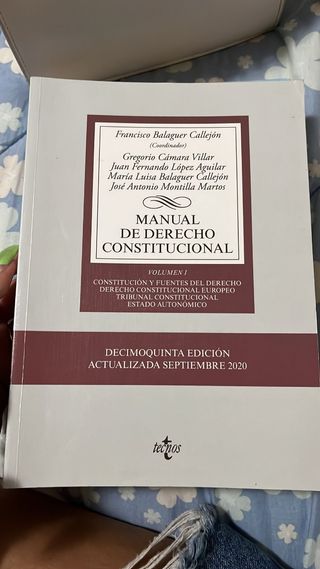 Francisco Balaguer Callejón
(Coordinador)
Gregorio Cámara Villar
Juan Fernando López Aguilar
María Luisa Balaguer Callejón
José Antonio Montilla Martos
MANUAL
DE DERECHO
CONSTITUCIONAL
VOLUMEN I
CONSTITUCIÓN Y FUENTES DEL DERECHO
DERECHO CONSTITUCIONAL EUROPEO
TRIBUNAL CONSTITUCIONAL
ESTADO AUTONÓMICO
DECIMOQUINTA EDICIÓN
ACTUALIZADA SEPTIEMBRE 2020
tecnos